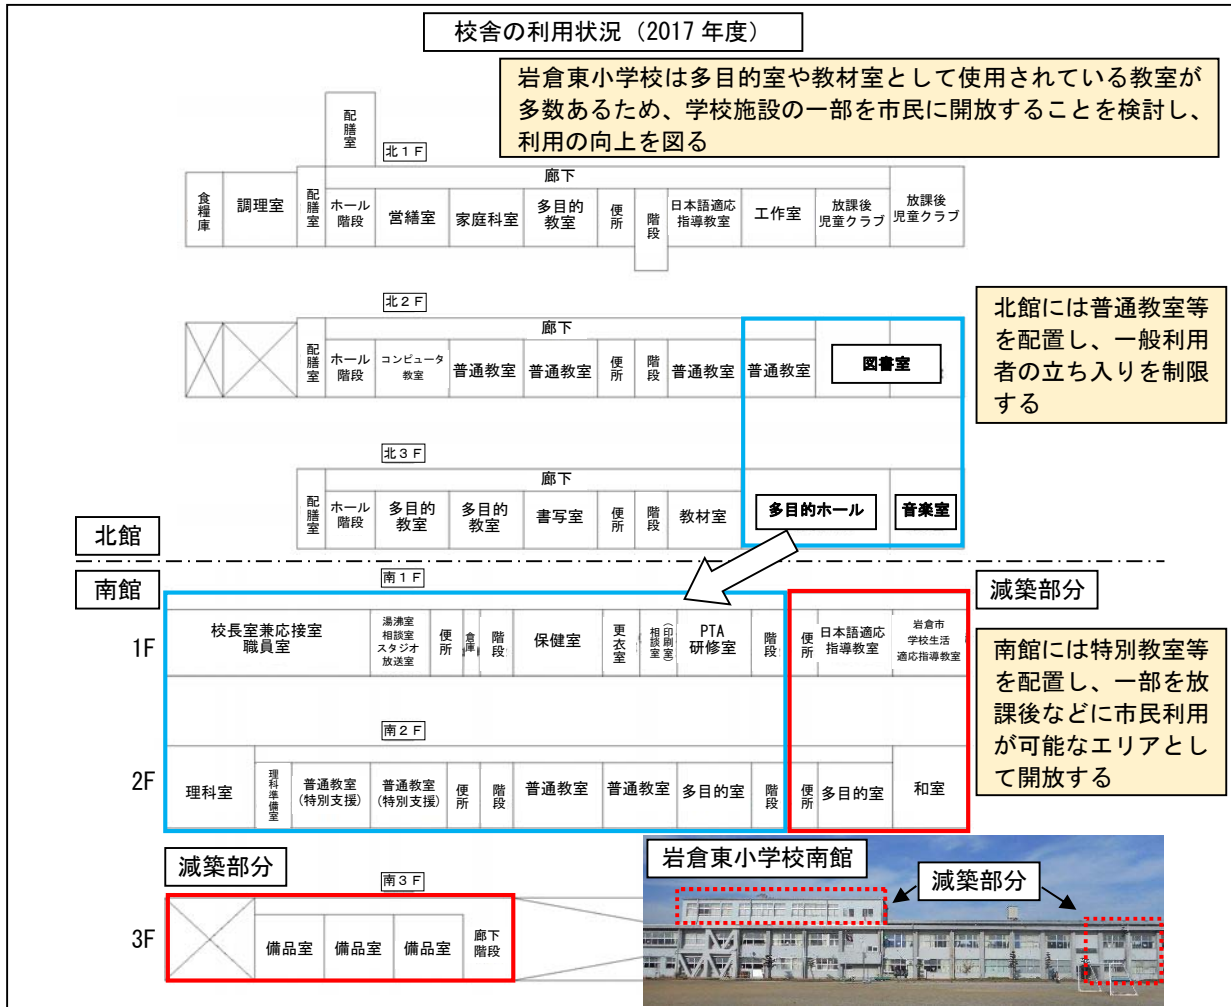 校舎の利用状況（2017 年度）
岩倉東小学校は多目的室や教材室として使用されている教室が
多数あるため、学校施設の一部を市民に開放することを検討し、
利用の向上を図る
配膳室
北１F
廊下
食糧庫
調理室
配膳室
ホール
階段
営繕室
家庭科室
多目的
教室
便所
階段
日本語適応
指導教室
工作室
放課後
児童クラブ
放課後
児童クラブ
北２F
廊下
配膳室
ホール
階段
コンピュータ
教室
普通教室
普通教室
便所
階段
普通教室
普通教室
図書室
北館には普通教室等
を配置し、一般利用
者の立ち入りを制限
する
北３F
廊下
配膳室
ホール
階段
多目的
教室
多目的
教室
書写室
便所
階段
教材室
多目的ホール
音楽室
北館
南館
南１F
減築部分
1F
校長室兼応接室
職員室
湯沸室
相談室
スタジオ
放送室
便所
倉庫
階段
保健室
更衣室
相談室
(印刷室)
PTA
研修室
階段
便所
日本語適応
指導教室
岩倉市
学校生活
適応指導教室
南館には特別教室等
を配置し、一部を放
課後などに市民利用
が可能なエリアとし
て開放する
南２F
2F
理科室
理科準備室
普通教室
(特別支援)
普通教室
(特別支援)
便所
階段
普通教室
普通教室
多目的室
階段
便所
多目的室
和室
減築部分
南３F
3F
備品室
備品室
備品室
廊下
階段
岩倉東小学校南館
減築部分